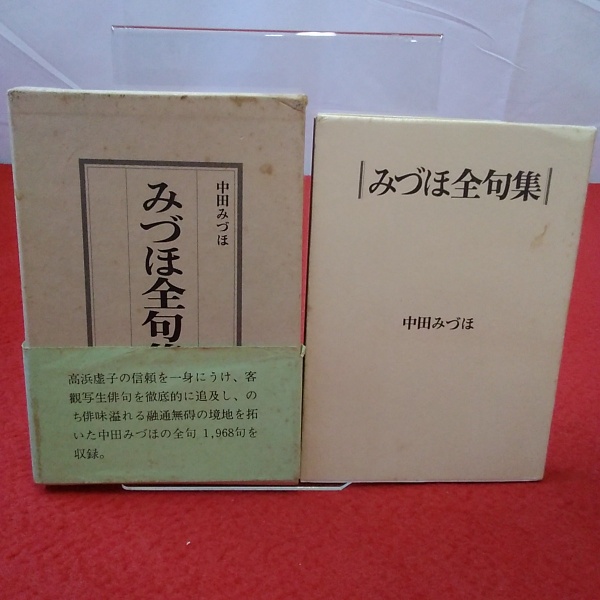 中田みづほ
みづほ全句集
高浜虚子の信頼を一身にうけ、客
観写生俳句を徹底的に追及し、の
ち俳味溢れる融通無碍の境地を拓
いた中田みづほの全句 1,968句を
収録。
みづほ全句集
中田みづほ